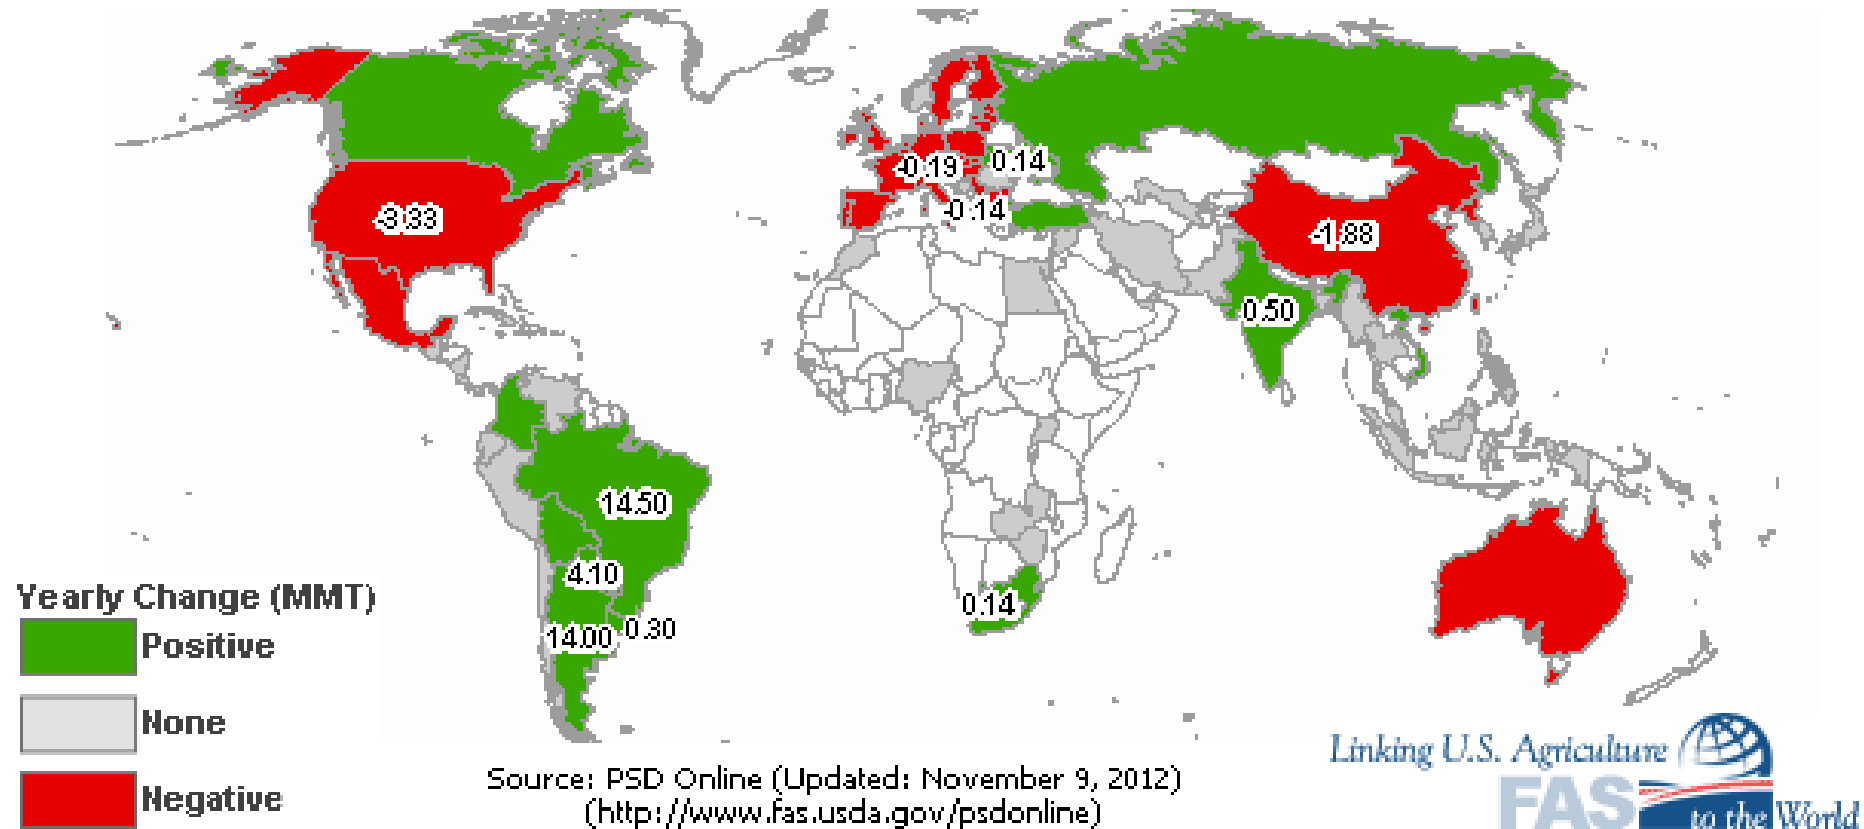 -0.19
0.14
-3.33
-0.14
-1.88
0.50
14.50
4.10
0.14
14.00
0.30
Yearly Change (MMT)
Positive
None
Negative
Source: PSD Online (Updated: November 9, 2012)
(http://www.fas.usda.gov/psdonline)
Linking U.S. Agriculture
FAS
to the World